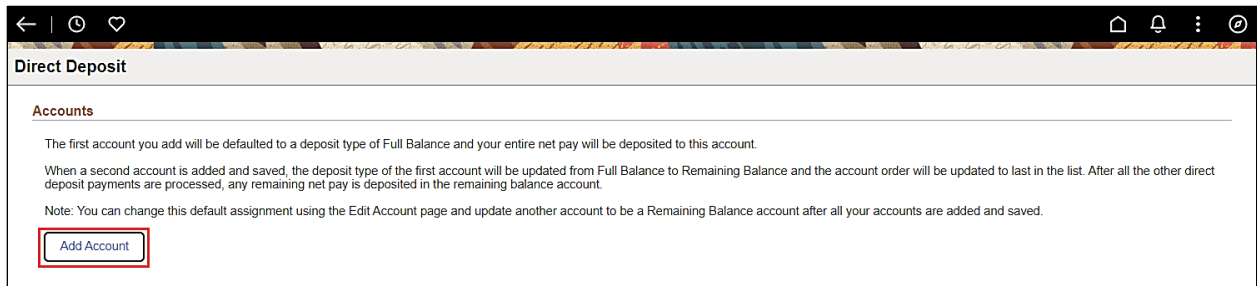 Direct Deposit
Accounts
The first account you add will be defaulted to a deposit type of Full Balance and your entire net pay will be deposited to this account.
When a second account is added and saved, the deposit type of the first account will be updated from Full Balance to Remaining Balance and the account order will be updated to last in the list. After all the other direct
deposit payments are processed, any remaining net pay is deposited in the remaining balance account.
Note: You can change this default assignment using the Edit Account page and update another account to be a Remaining Balance account after all your accounts are added and saved.
Add Account